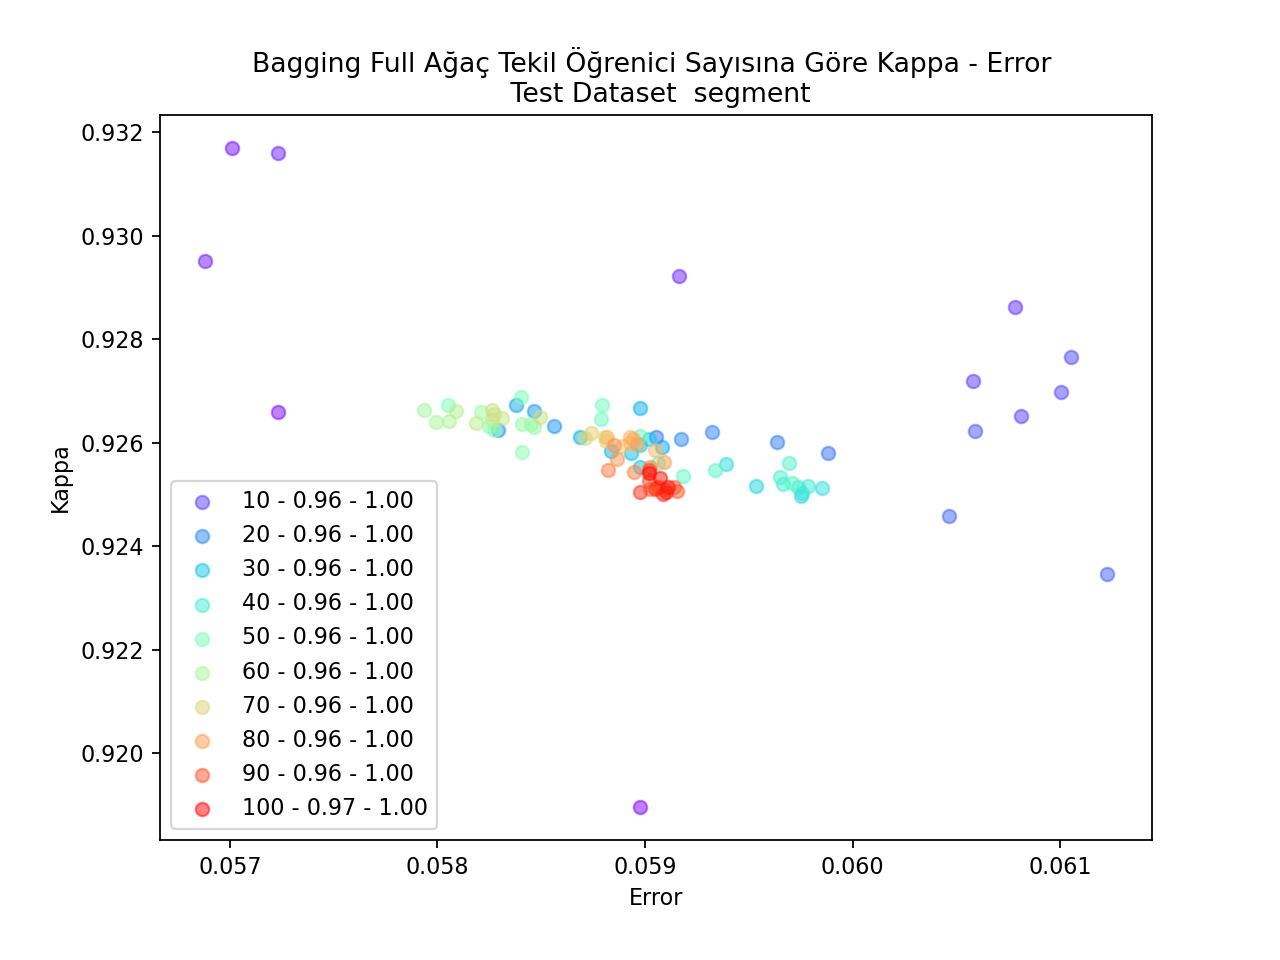 Bagging Full Ağaç Tekil Öğrenici Sayısına Göre Kappa - Error
Test Dataset  segment
Kappa
0.932
0.930
0.928
0.926
0.924
0.922
0.920
10 - 0.96 - 1.00
20 - 0.96 - 1.00
30 - 0.96 - 1.00
40 - 0.96 - 1.00
50 - 0.96 - 1.00
60 - 0.96 - 1.00
70 - 0.96 - 1.00
80 - 0.96 - 1.00
90 - 0.96 - 1.00
100 - 0.97 - 1.00
0.057 0.058 0.059 0.060 0.061
Error